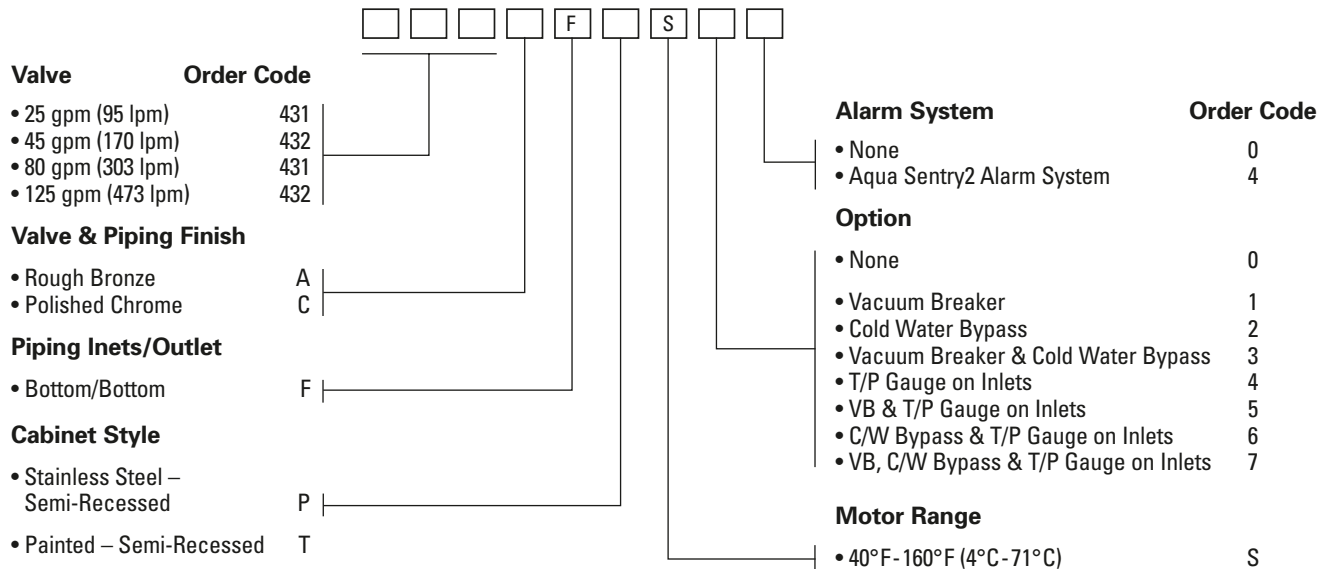 F S
Valve Order Code
• 25 gpm (95 lpm) 431
• 45 gpm (170 lpm) 432
• 80 gpm (303 lpm) 431
• 125 gpm (473 lpm) 432
Valve & Piping Finish
• Rough Bronze A
• Polished Chrome C
Piping Inets/Outlet
• Bottom/Bottom F
Cabinet Style
• Stainless Steel –
Semi-Recessed P
• Painted – Semi-Recessed T
Alarm System Order Code
• None 0
• Aqua Sentry2 Alarm System 4
Option
• None 0
• Vacuum Breaker 1
• Cold Water Bypass 2
• Vacuum Breaker & Cold Water Bypass 3
• T/P Gauge on Inlets 4
• VB & T/P Gauge on Inlets 5
• C/W Bypass & T/P Gauge on Inlets 6
• VB, C/W Bypass & T/P Gauge on Inlets 7
Motor Range
• 40°F-160°F (4°C-71°C) S